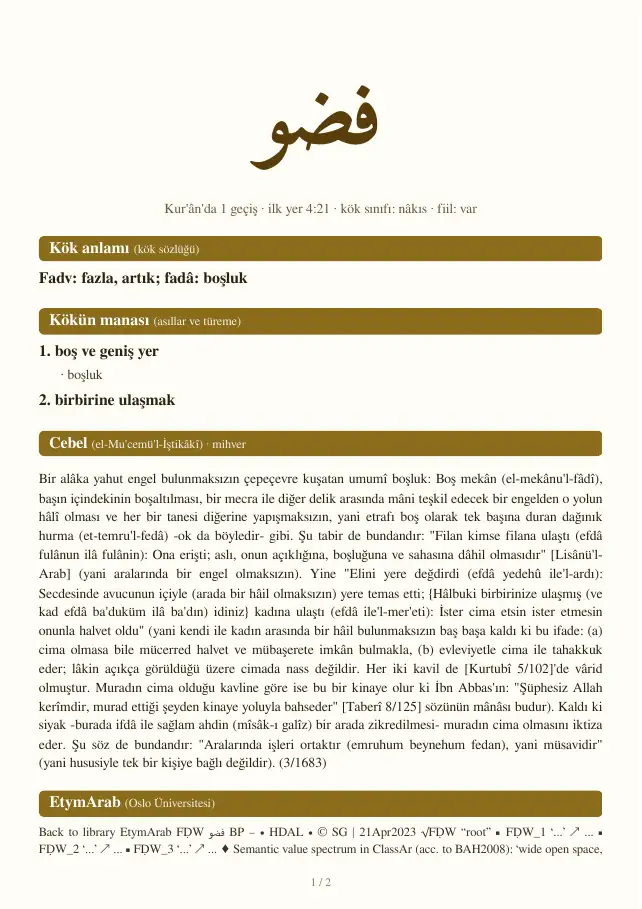 فضو
Kur'ân'da 1 geçiş · ilk yer 4:21 · kök sınıfı: nâkıs · fiil: var
Kök anlamı (kök sözlüğü)
Fadv: fazla, artık; fadâ: boşluk
Kökün manası (asıllar ve türeme)
1. boş ve geniş yer
· boşluk
2. birbirine ulaşmak
Cebel (el-Mu'cemü'l-İştikâkî) · mihver
Bir alâka yahut engel bulunmaksızın çepeçevre kuşatan umumî boşluk: Boş mekân (el-mekânu'l-fâdî),
başın içindekinin boşaltılması, bir mecra ile diğer delik arasında mâni teşkil edecek bir engelden o yolun
hâlî olması ve her bir tanesi diğerine yapışmaksızın, yani etrafı boş olarak tek başına duran dağınık
hurma (et-temru'l-fedâ) -ok da böyledir- gibi. Şu tabir de bundandır: "Filan kimse filana ulaştı (efdâ
fulânun ilâ fulânin): Ona erişti; aslı, onun açıklığına, boşluğuna ve sahasına dâhil olmasıdır" [Lisânü'l-
Arab] (yani aralarında bir engel olmaksızın). Yine "Elini yere değdirdi (efdâ yedehû ile'l-ardı):
Secdesinde avucunun içiyle (arada bir hâil olmaksızın) yere temas etti; {Hâlbuki birbirinize ulaşmış (ve
kad efdâ ba'duküm ilâ ba'dın) idiniz} kadına ulaştı (efdâ ile'l-mer'eti): İster cima etsin ister etmesin
onunla halvet oldu" (yani kendi ile kadın arasında bir hâil bulunmaksızın baş başa kaldı ki bu ifade: (a)
cima olmasa bile mücerred halvet ve mübaşerete imkân bulmakla, (b) evleviyetle cima ile tahakkuk
eder; lâkin açıkça görüldüğü üzere cimada nass değildir. Her iki kavil de [Kurtubî 5/102]'de vârid
olmuştur. Muradın cima olduğu kavline göre ise bu bir kinaye olur ki İbn Abbas'ın: "Şüphesiz Allah
kerîmdir, murad ettiği şeyden kinaye yoluyla bahseder" [Taberî 8/125] sözünün mânâsı budur). Kaldı ki
siyak -burada ifdâ ile sağlam ahdin (mîsâk-ı galîz) bir arada zikredilmesi- muradın cima olmasını iktiza
eder. Şu söz de bundandır: "Aralarında işleri ortaktır (emruhum beynehum fedan), yani müsavidir"
(yani hususiyle tek bir kişiye bağlı değildir). (3/1683)
EtymArab (Oslo Üniversitesi)
Back to library EtymArab FḌW فضو BP – • HDAL • © SG | 21Apr2023 √FḌW “root” ▪ FḌW_1 ‘...’ ↗ ... ▪
FḌW_2 ‘...’ ↗ ... ▪ FḌW_3 ‘...’ ↗ ... ♦ Semantic value spectrum in ClassAr (acc. to BAH2008): ‘wide open space,
1 / 2